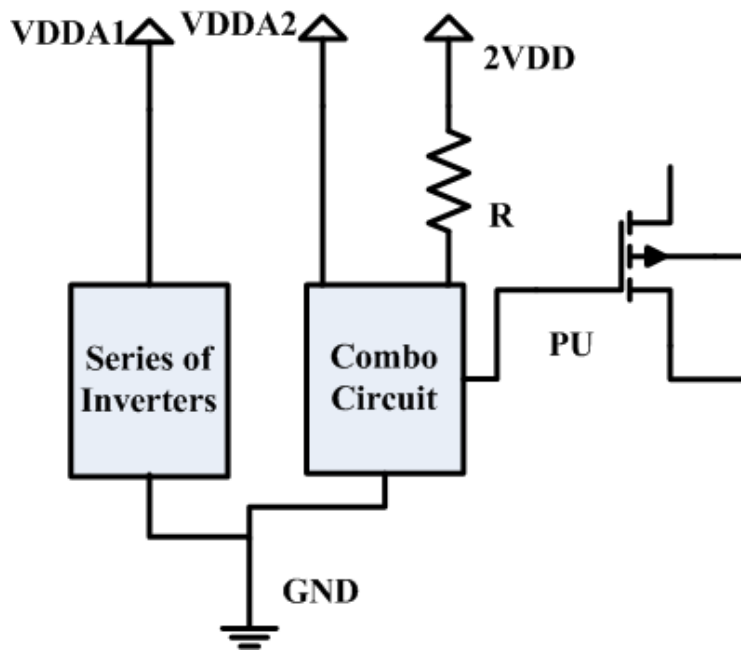 VDDA1
VDDA2
2VDD
R
Series of
Inverters
Combo
Circuit
PU
GND